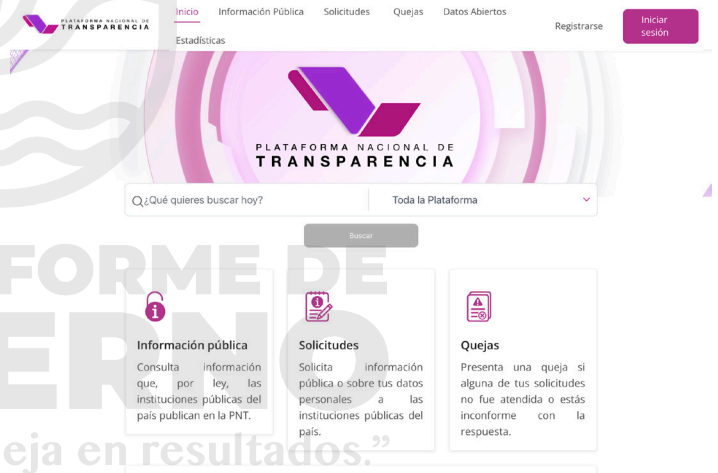 PLATAFORMA NACIONAL DE
TRANSPARENCIA
Inicio
Información Pública
Solicitudes
Quejas
Datos Abiertos
Estadísticas
Registrarse
Iniciar
sesión
PLATAFORMA NACIONAL DE
TRANSPARENCIA
¿Qué quieres buscar hoy?
Toda la Plataforma
Buscar
FORME DE
ERNO
Información pública
Consulta información
que, por ley, las
instituciones públicas del
país publican en la PNT.
Solicitudes
Solicita información
pública o sobre tus datos
personales a las
instituciones públicas del
país.
Quejas
Presenta una queja si
alguna de tus solicitudes
no fue atendida o estás
inconforme con la
respuesta.
eja en resultados.”